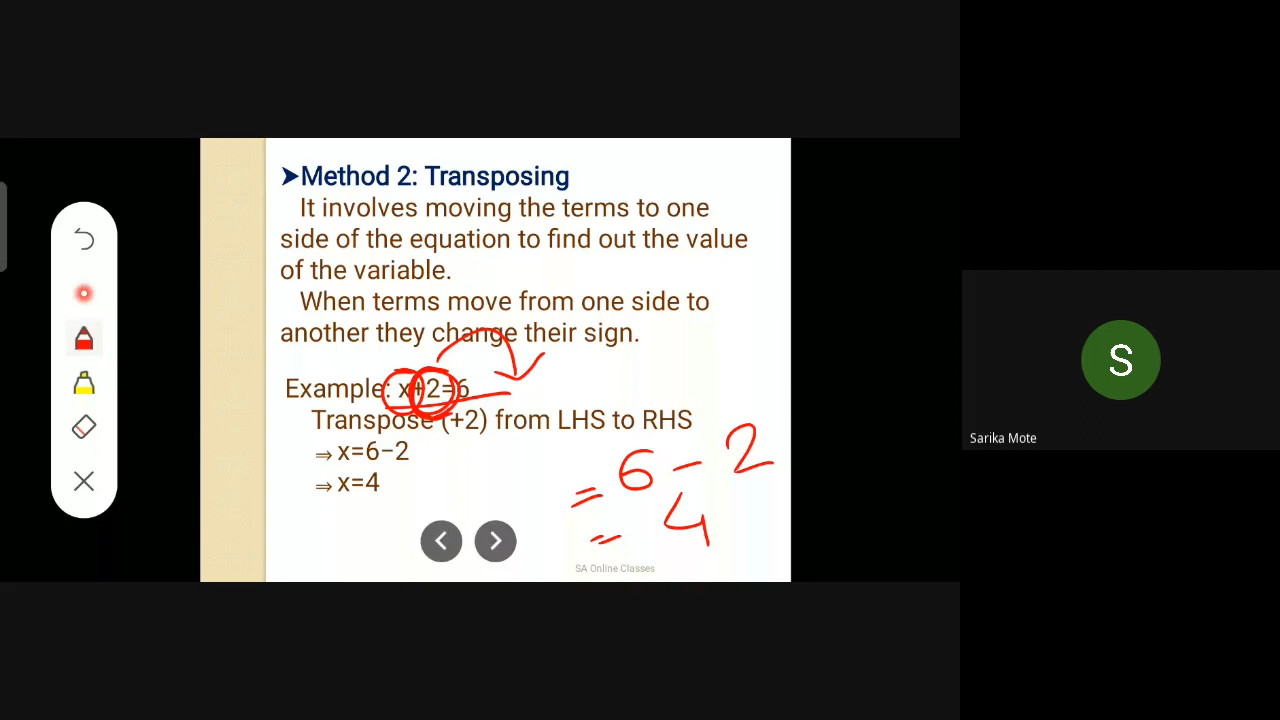 ➤Method 2: Transposing
It involves moving the terms to one
side of the equation to find out the value
of the variable.
When terms move from one side to
another they change their sign.
Example: x+2=6
Transpose (+2) from LHS to RHS
⇒ x=6−2
⇒ x=4
= 6 − 2
= 4
SA Online Classes
S
Sarika Mote